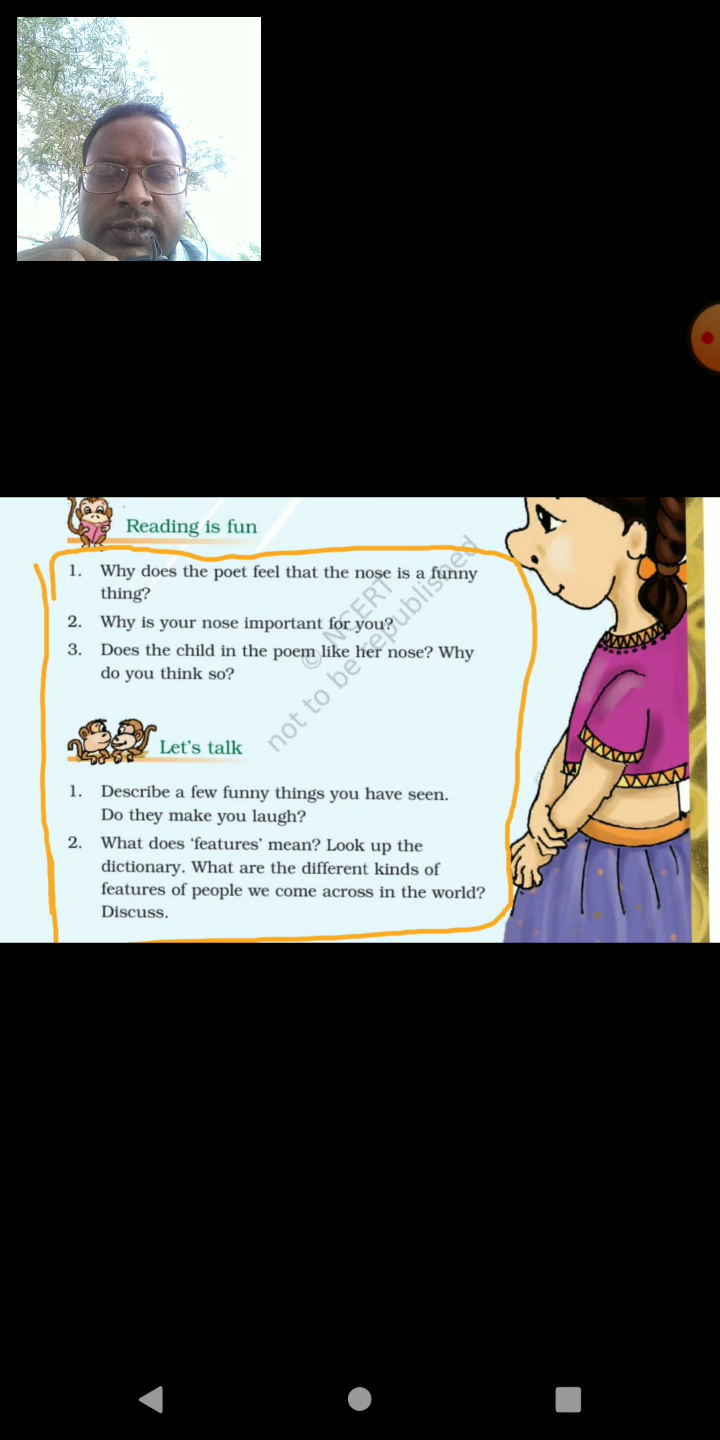 Reading is fun
1. Why does the poet feel that the nose is a funny
thing?
2. Why is your nose important for you?
3. Does the child in the poem like her nose? Why
do you think so?
© NCERT
not to be republished
Let's talk
1. Describe a few funny things you have seen.
Do they make you laugh?
2. What does ‘features’ mean? Look up the
dictionary. What are the different kinds of
features of people we come across in the world?
Discuss.